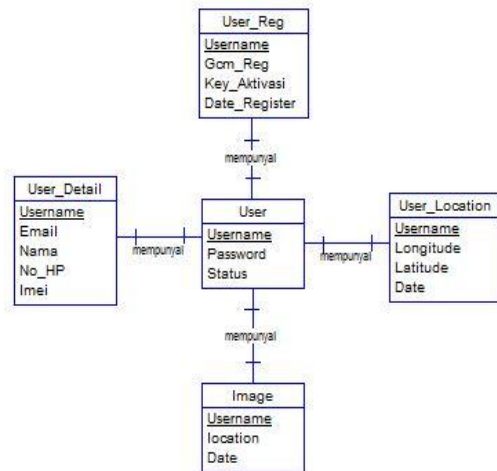 User_Reg
Username
Gcm_Reg
Key_Aktivasi
Date_Register
mempunyai
User_Detail
Username
Email
Nama
No_HP
Imei
mempunyai
User
Username
Password
Status
mempunyai
User_Location
Username
Longitude
Latitude
Date
mempunyai
Image
Username
location
Date